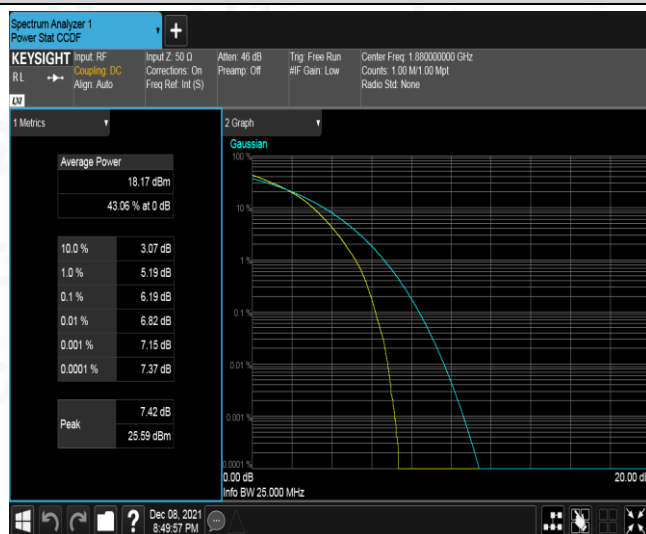 Spectrum Analyzer 1
Power Stat CCDF
+
KEYSIGHT
RL
LXI
Input: RF
Coupling: DC
Align: Auto
Input Z: 50 Ω
Corrections: On
Freq Ref: Int (S)
Atten: 46 dB
Preamp: Off
Trig: Free Run
#IF Gain: Low
Center Freq: 1.880000000 GHz
Counts: 1.00 M/1.00 Mpt
Radio Std: None
1 Metrics
Average Power
18.17 dBm
43.06 % at 0 dB
10.0 % 3.07 dB
1.0 % 5.19 dB
0.1 % 6.19 dB
0.01 % 6.82 dB
0.001 % 7.15 dB
0.0001 % 7.37 dB
Peak
7.42 dB
25.59 dBm
2 Graph
Gaussian
100 %
10 %
1 %
0.1 %
0.01 %
0.001 %
0.0001 %
0.00 dB
20.00 dB
Info BW 25.000 MHz
?
Dec 08, 2021
8:49:57 PM